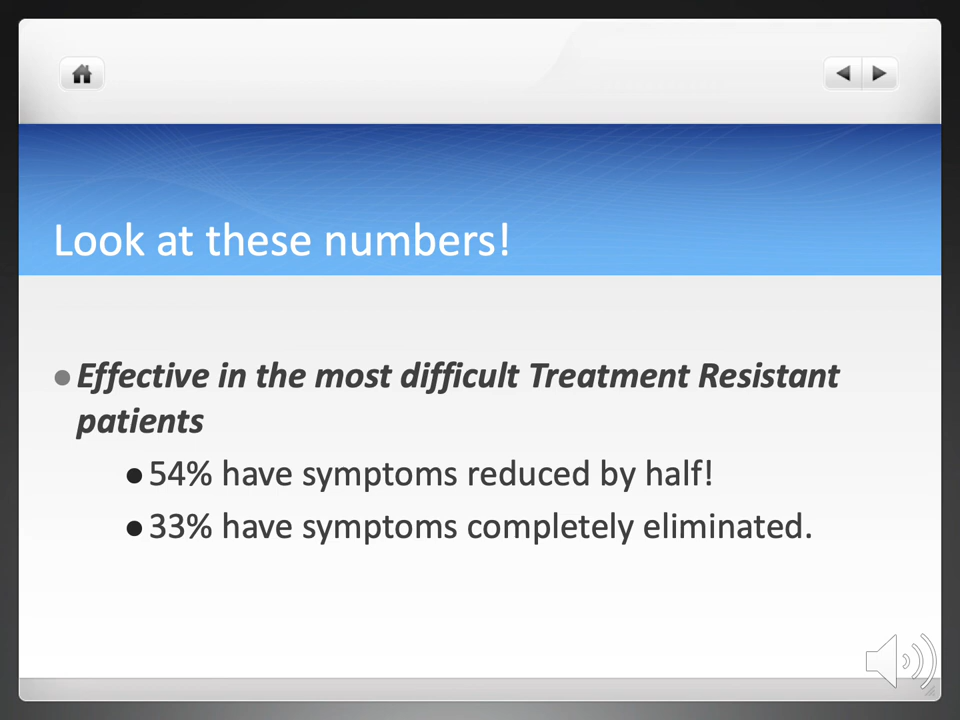 Look at these numbers!
● Effective in the most difficult Treatment Resistant
patients
● 54% have symptoms reduced by half!
● 33% have symptoms completely eliminated.